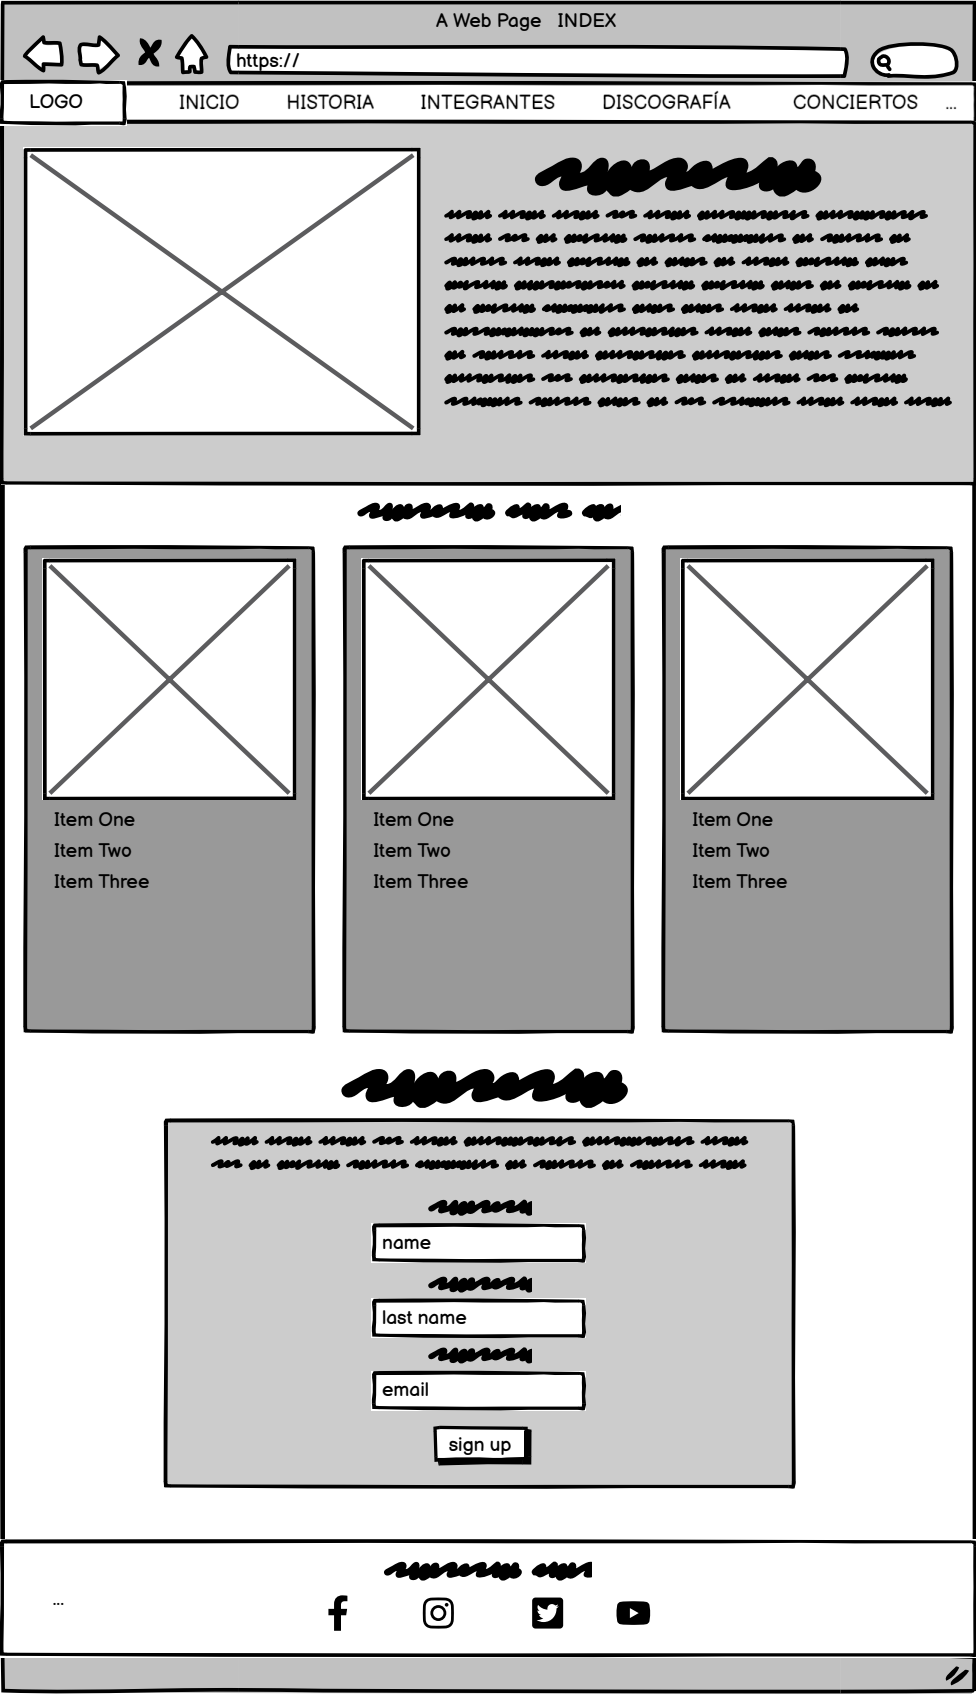 A Web Page INDEX
https://
LOGO INICIO HISTORIA INTEGRANTES DISCOGRAFÍA CONCIERTOS ...
Item One
Item Two
Item Three
Item One
Item Two
Item Three
Item One
Item Two
Item Three
name
last name
email
sign up
...